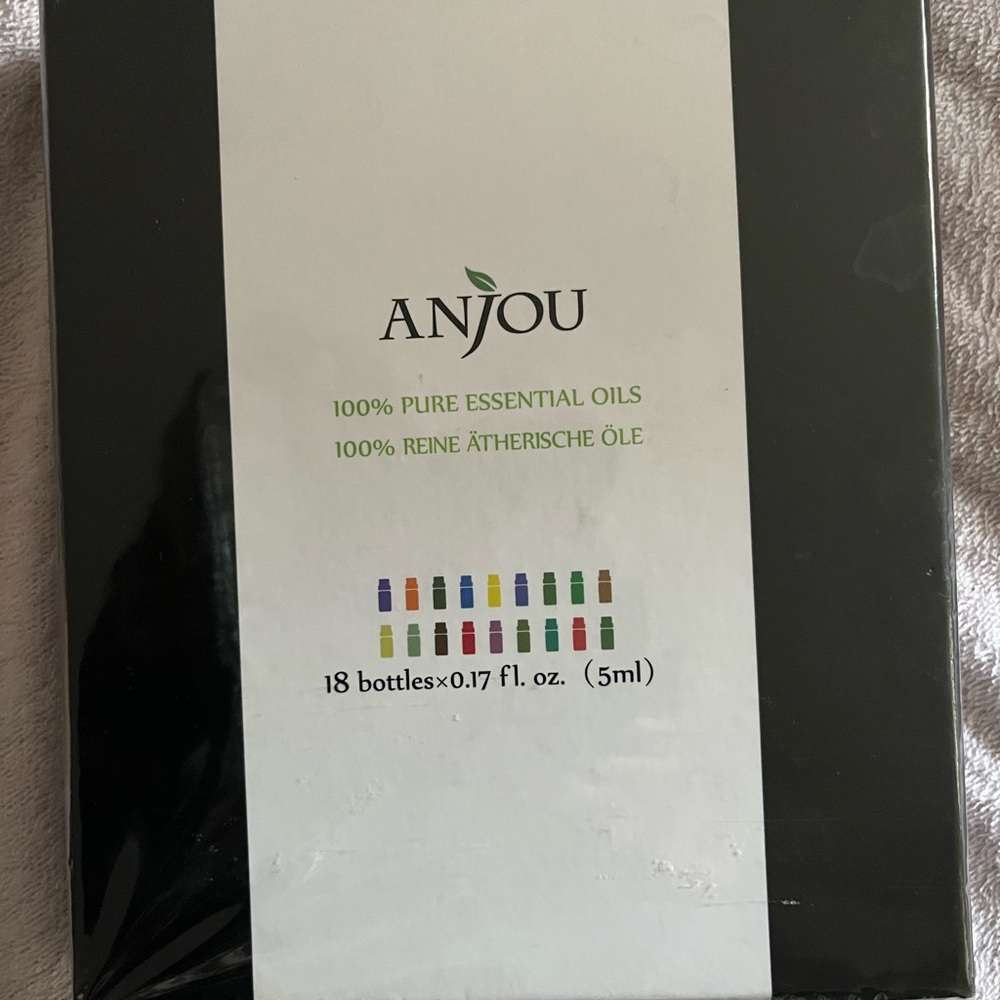 ANJOU
100% PURE ESSENTIAL OILS
100% REINE ÄTHERISCHE ÖLE
18 bottles×0.17 fl. oz.（5ml）